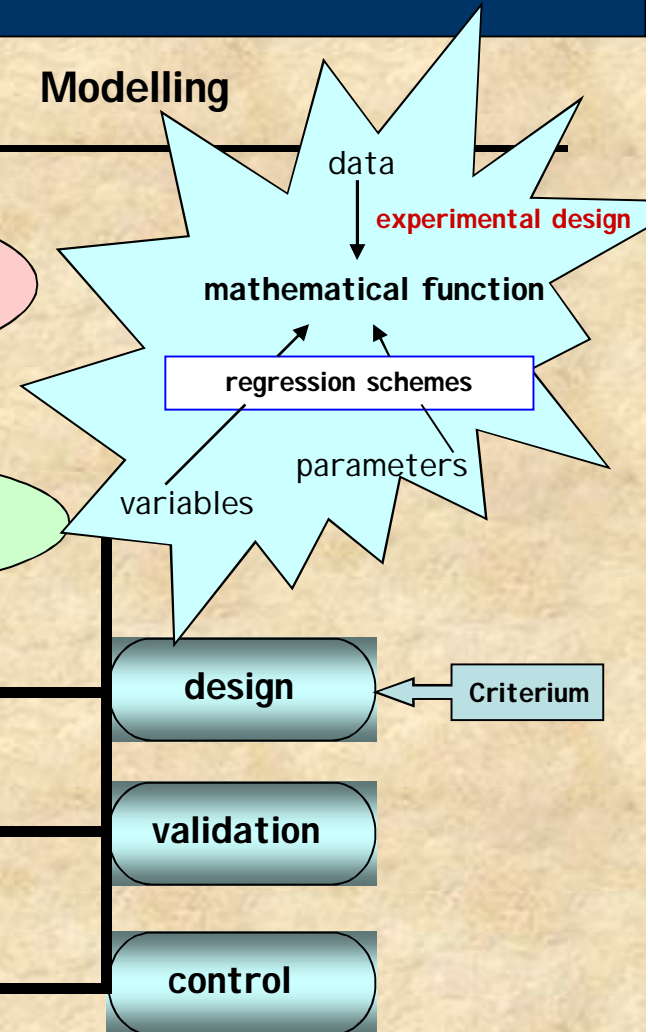 Modelling
data
experimental design
mathematical function
regression schemes
parameters
variables
design
Criterium
validation
control